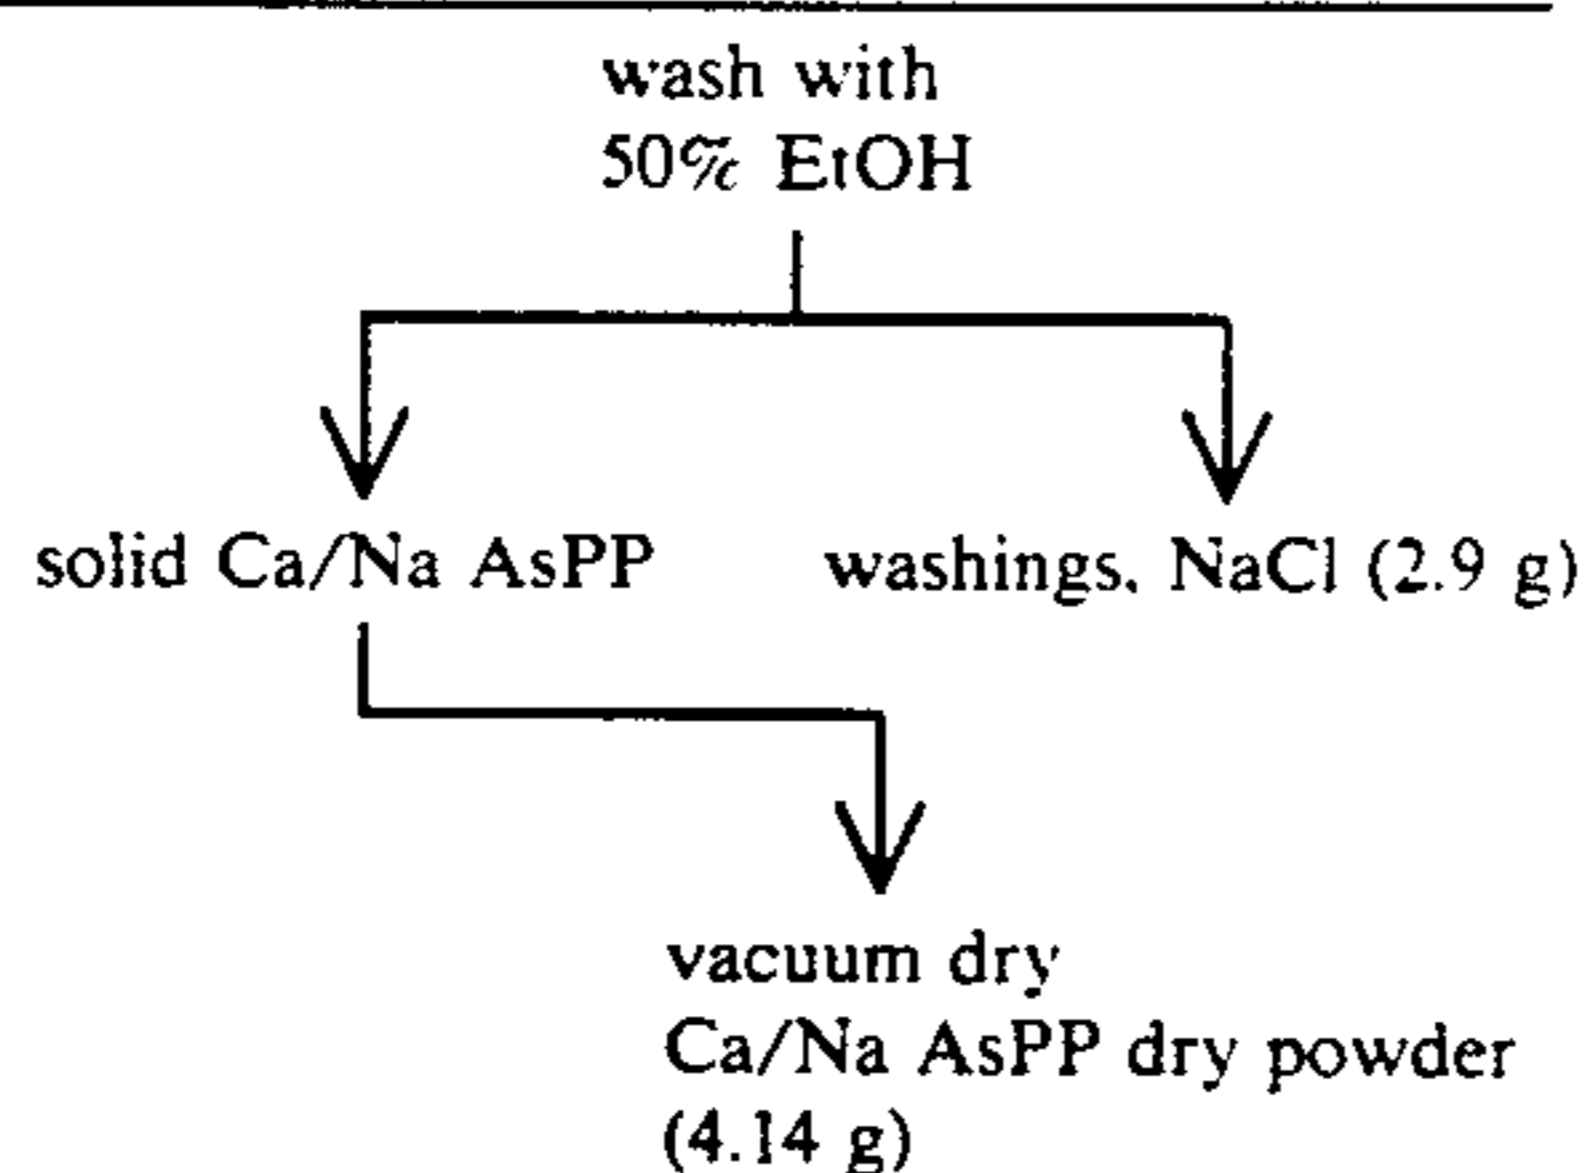 wash with
50% EtOH
solid Ca/Na AsPP
washings, NaCl (2.9 g)
vacuum dry
Ca/Na AsPP dry powder
(4.14 g)